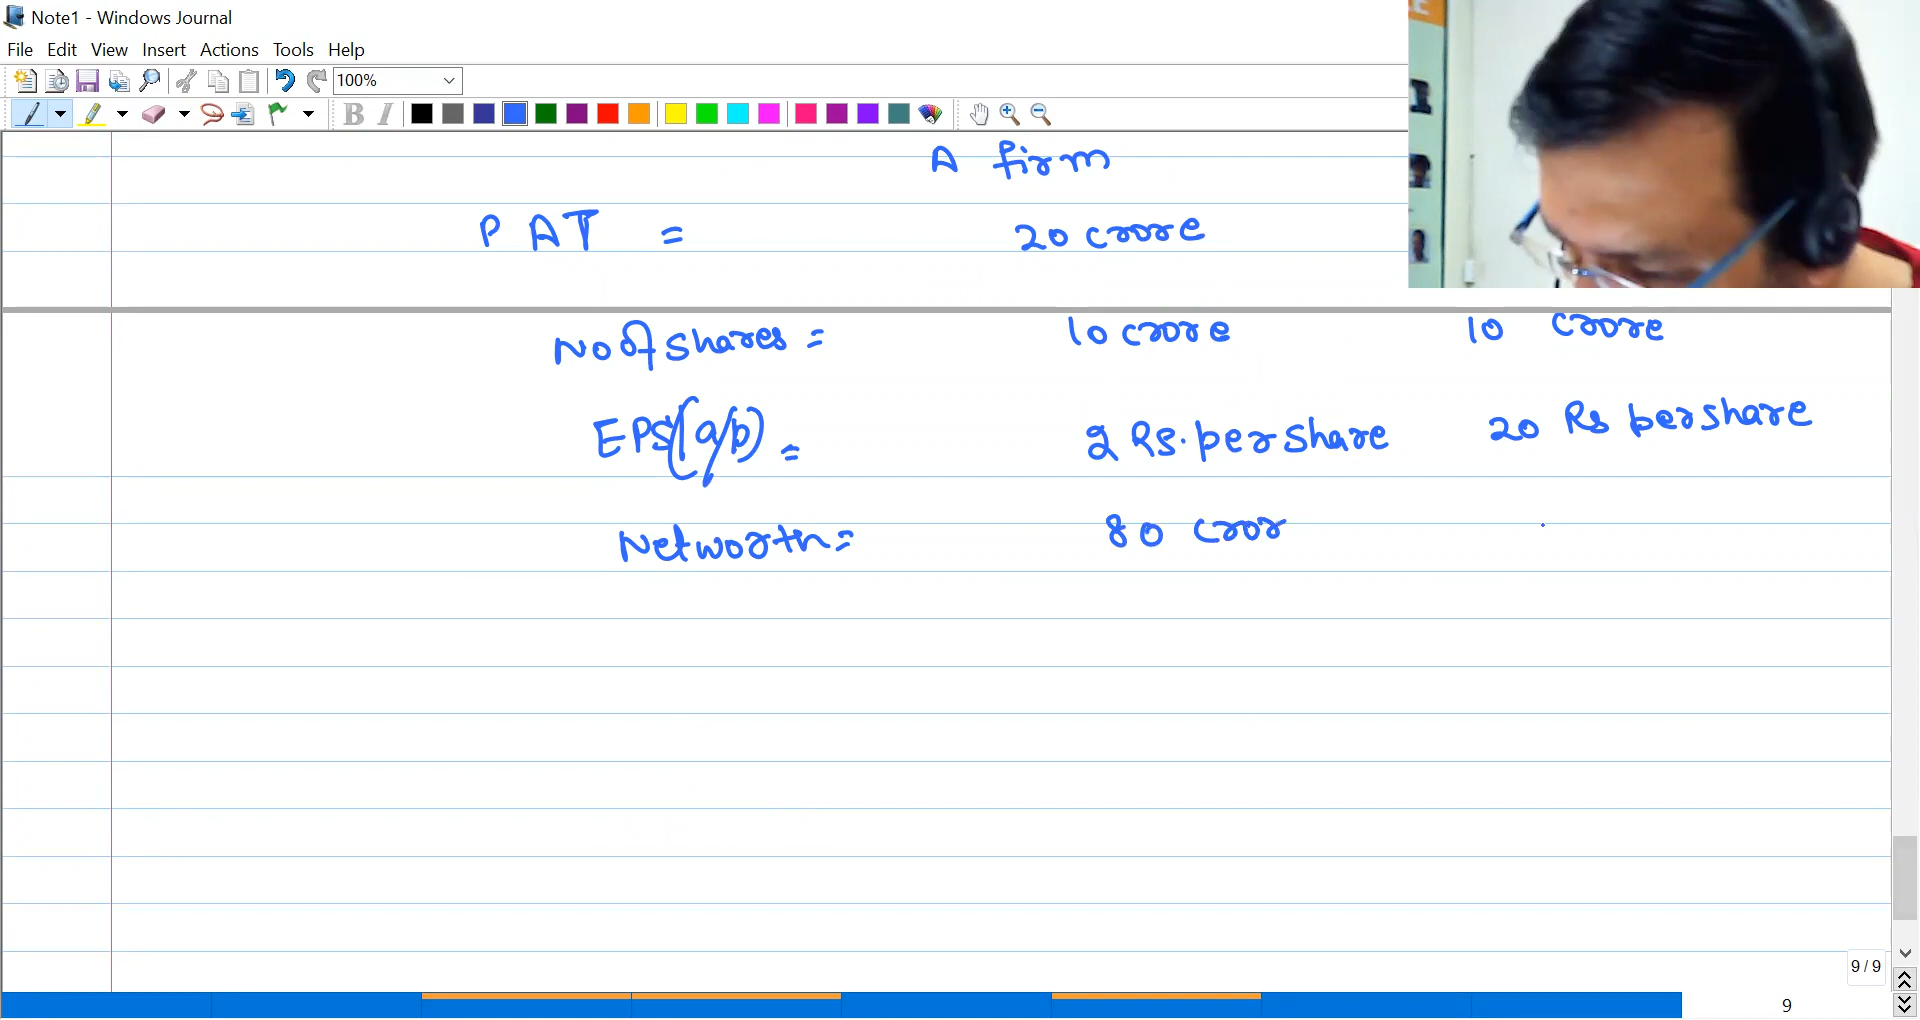 Note1 - Windows Journal
File Edit View Insert Actions Tools Help
100%
B I
A firm
P A T = 20 crore
No of shares = 10 crore 10 crore
EPS (a/b) = 2 Rs. per share 20 Rs per share
Networth = 80 cror
9 / 9
9